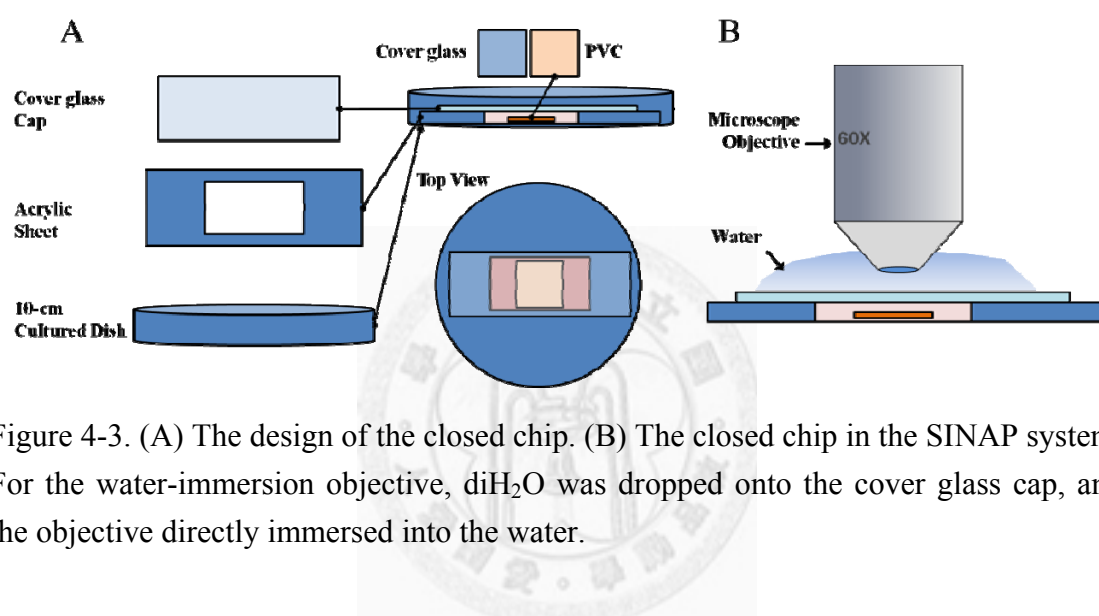 A
B
Cover glass
PVC
Cover glass
Cap
Microscope
Objective
60X
Top View
Acrylic
Sheet
Water
10-cm
Cultured Dish
Figure 4-3. (A) The design of the closed chip. (B) The closed chip in the SINAP system
For the water-immersion objective, diH₂O was dropped onto the cover glass cap, an
the objective directly immersed into the water.